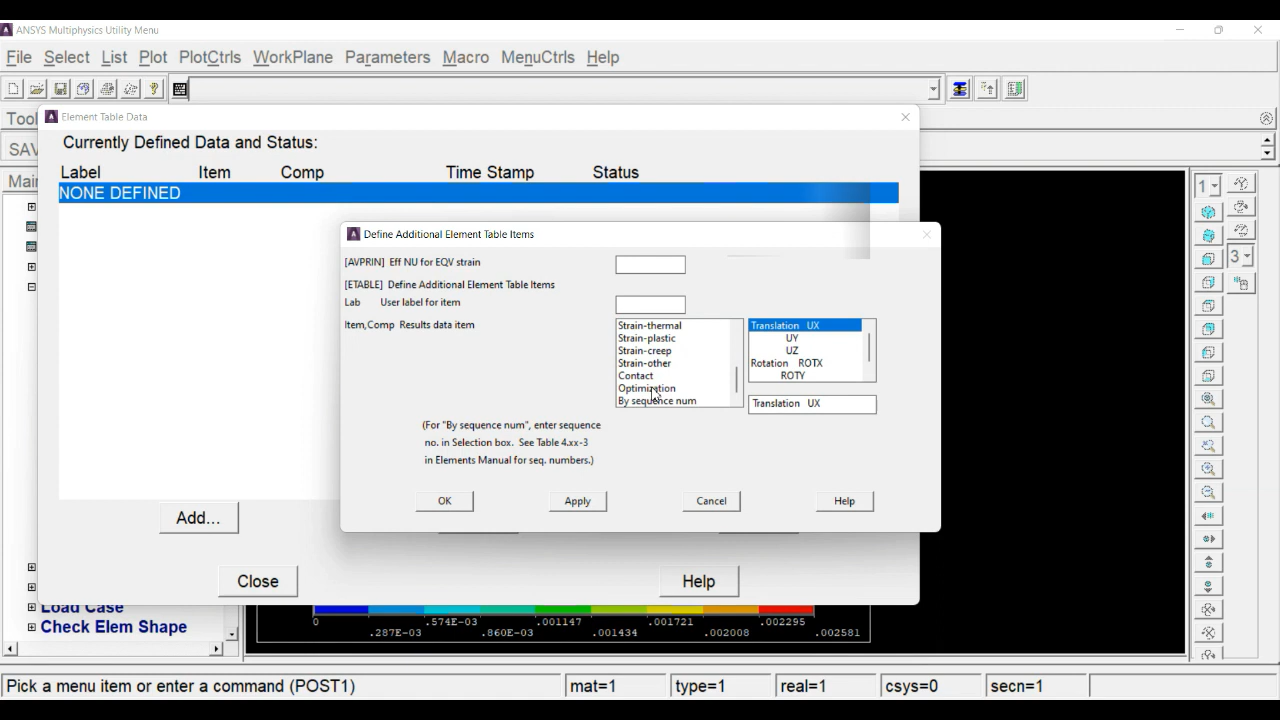 ANSYS Multiphysics Utility Menu
File Select List Plot PlotCtrls WorkPlane Parameters Macro MenuCtrls Help
Element Table Data
Currently Defined Data and Status:
SAV
Label Item Comp Time Stamp Status
NONE DEFINED
1
3
Define Additional Element Table Items
[AVPRIN] Eff NU for EQV strain
[ETABLE] Define Additional Element Table Items
Lab User label for item
Item,Comp Results data item
Strain-thermal
Strain-plastic
Strain-creep
Strain-other
Contact
Optimization
By sequence num
Translation UX
UY
UZ
Rotation ROTX
ROTY
Translation UX
(For "By sequence num", enter sequence
no. in Selection box. See Table 4.xx-3
in Elements Manual for seq. numbers.)
OK Apply Cancel Help
Add...
Close Help
Load Case
Check Elem Shape
0 .574E-03 .001147 .001721 .002295
.287E-03 .860E-03 .001434 .002008 .002581
Pick a menu item or enter a command (POST1) mat=1 type=1 real=1 csys=0 secn=1